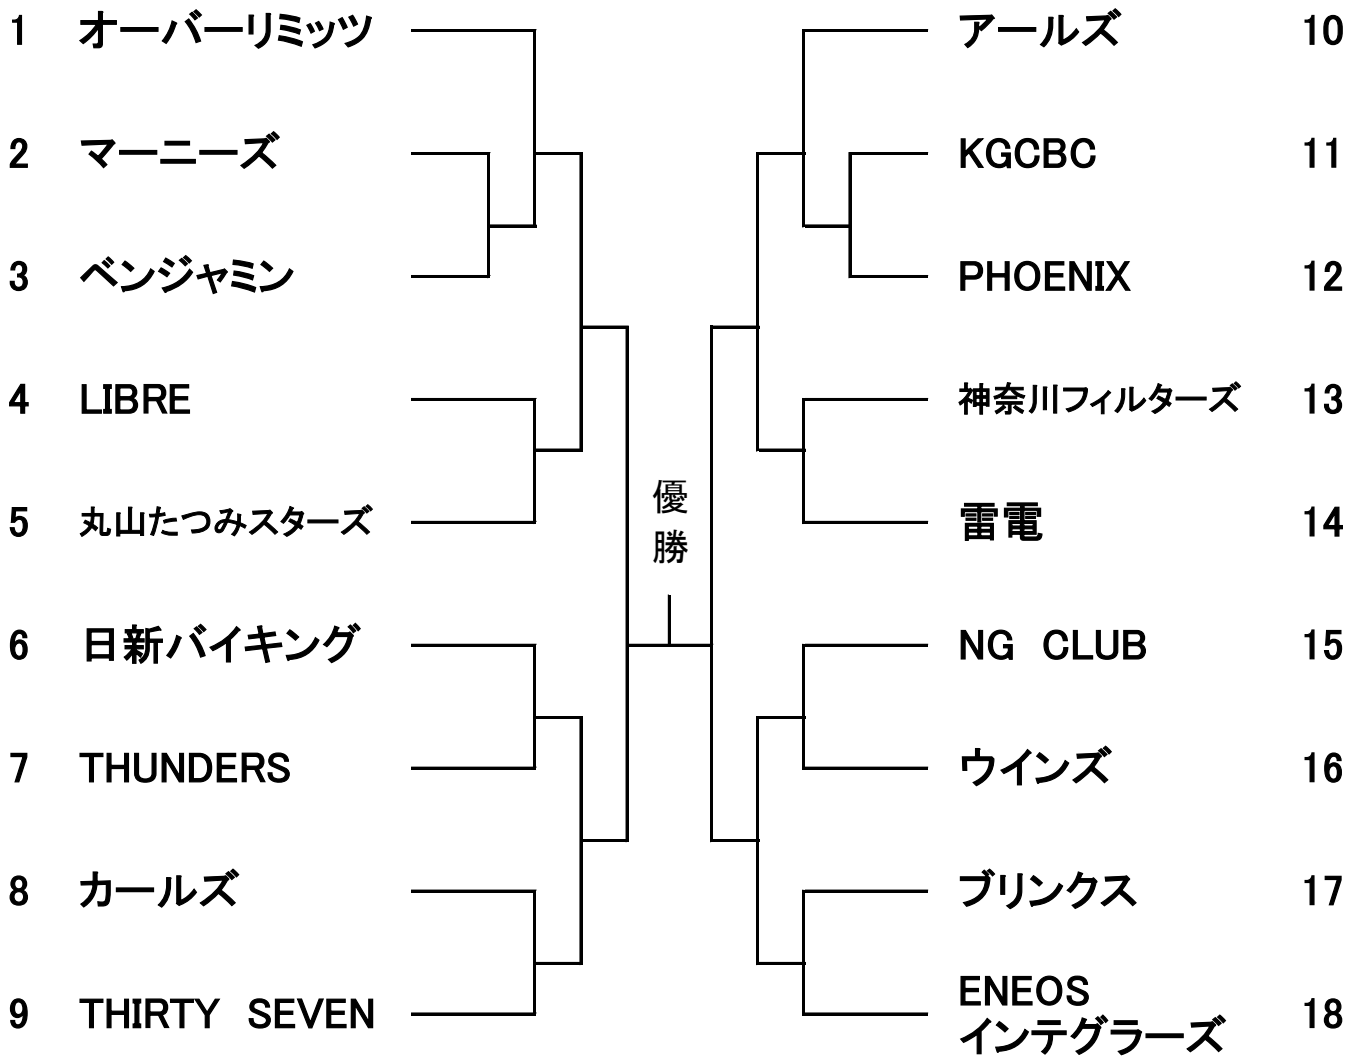 1 オーバーリミッツ
2 マーニーズ
3 ベンジャミン
4 LIBRE
5 丸山たつみスターズ
6 日新バイキング
7 THUNDERS
8 カールズ
9 THIRTY SEVEN
優
勝
アールズ 10
KGCBC 11
PHOENIX 12
神奈川フィルターズ 13
雷電 14
NG CLUB 15
ウインズ 16
ブリンクス 17
ENEOS
インテグラーズ 18